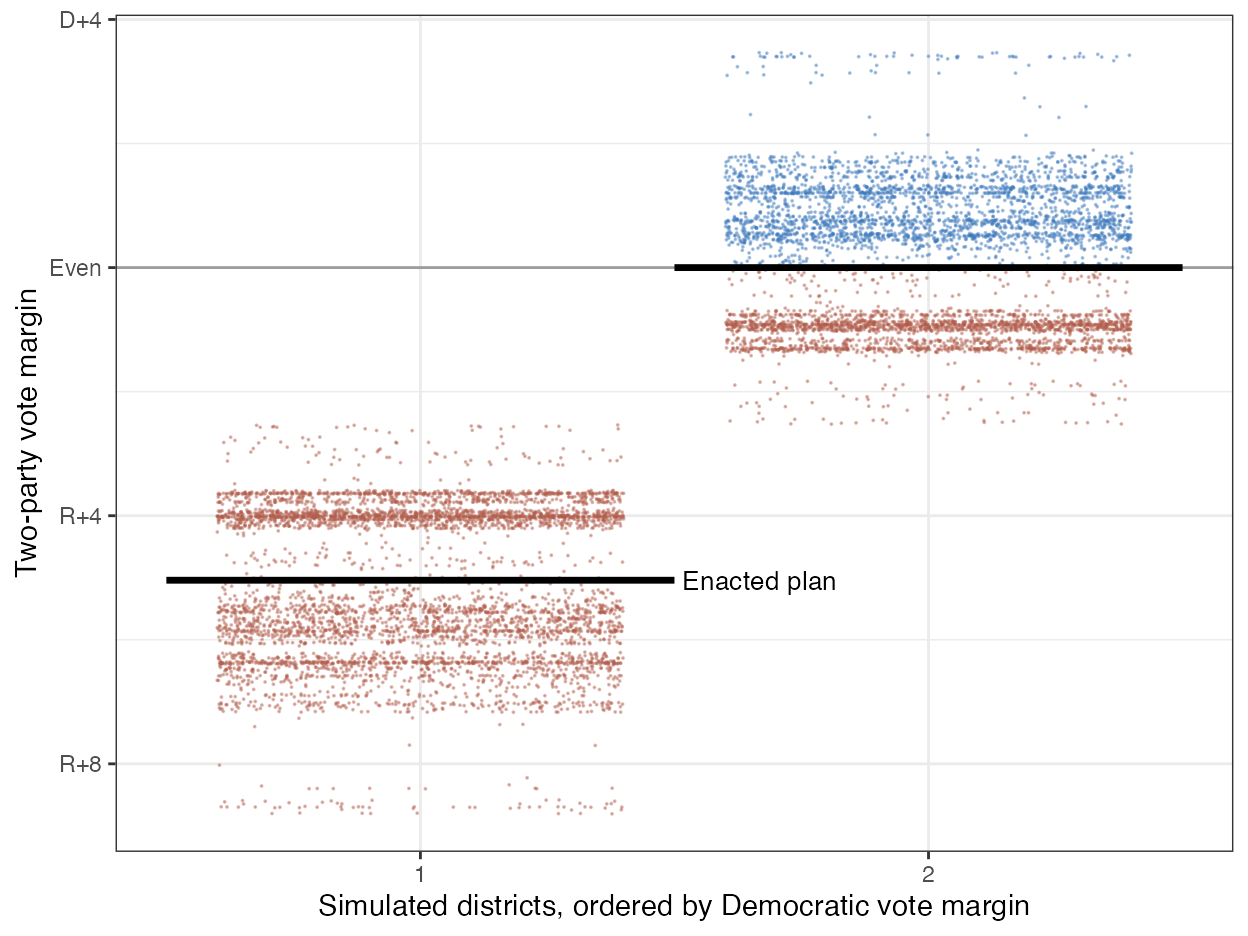 D+4
Even
R+4
R+8
Two-party vote margin
Enacted plan
1
2
Simulated districts, ordered by Democratic vote margin